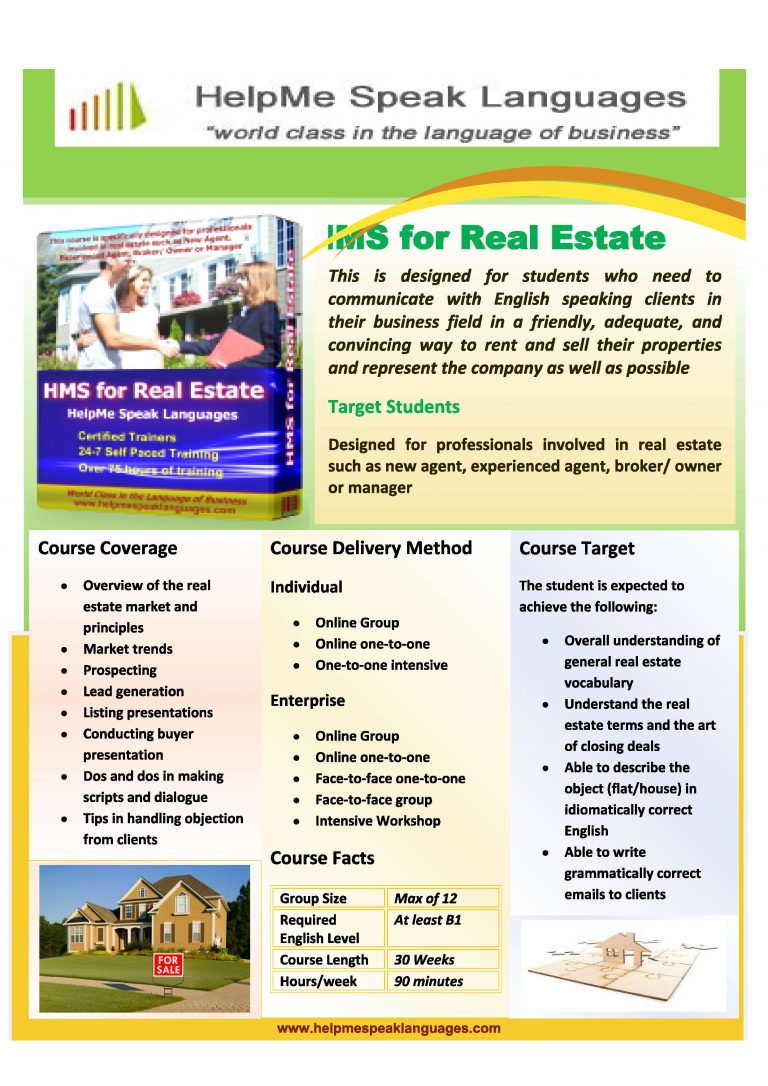 HelpMe Speak Languages
“world class in the language of business”
This course is specifically designed for professionals
involved in real estate such as New Agent,
Experienced Agent, Broker/ Owner or Manager
HMS for Real Estate
HelpMe Speak Languages
Certified Trainers
24-7 Self Paced Training
Over 75 hours of training
World Class in the Language of Business
www.helpmespeaklanguages.com
HMS for Real Estate
HMS for Real Estate
This is designed for students who need to
communicate with English speaking clients in
their business field in a friendly, adequate, and
convincing way to rent and sell their properties
and represent the company as well as possible
Target Students
Designed for professionals involved in real estate
such as new agent, experienced agent, broker/ owner
or manager
Course Coverage
• Overview of the real
estate market and
principles
• Market trends
• Prospecting
• Lead generation
• Listing presentations
• Conducting buyer
presentation
• Dos and dos in making
scripts and dialogue
• Tips in handling objection
from clients
FOR
SALE
Course Delivery Method
Individual
• Online Group
• Online one-to-one
• One-to-one intensive
Enterprise
• Online Group
• Online one-to-one
• Face-to-face one-to-one
• Face-to-face group
• Intensive Workshop
Course Facts
Group Size Max of 12
Required At least B1
English Level
Course Length 30 Weeks
Hours/week 90 minutes
Course Target
The student is expected to
achieve the following:
• Overall understanding of
general real estate
vocabulary
• Understand the real
estate terms and the art
of closing deals
• Able to describe the
object (flat/house) in
idiomatically correct
English
• Able to write
grammatically correct
emails to clients
www.helpmespeaklanguages.com